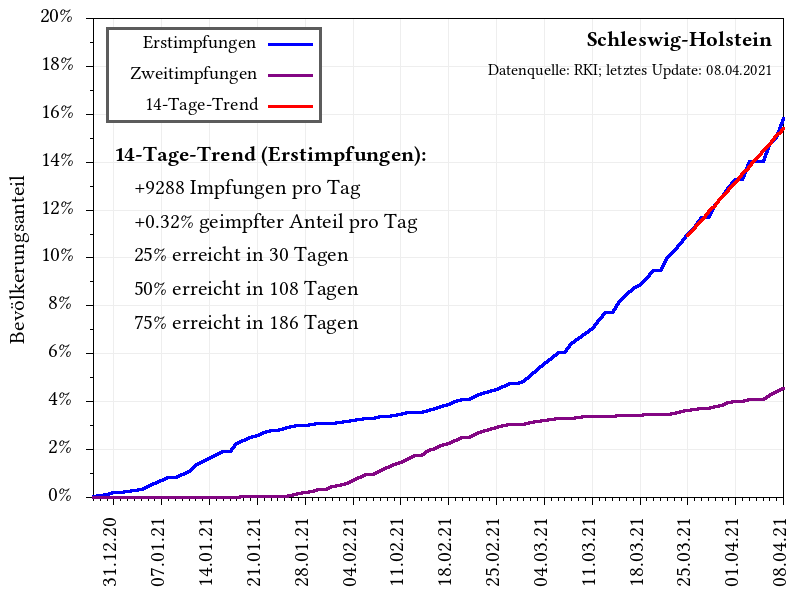 20%
18%
16%
14%
12%
10%
8%
6%
4%
2%
0%
Bevölkerungsanteil
Erstimpfungen
Zweitimpfungen
14-Tage-Trend
Schleswig-Holstein
Datenquelle: RKI; letztes Update: 08.04.2021
14-Tage-Trend (Erstimpfungen):
+9288 Impfungen pro Tag
+0.32% geimpfter Anteil pro Tag
25% erreicht in 30 Tagen
50% erreicht in 108 Tagen
75% erreicht in 186 Tagen
31.12.20
07.01.21
14.01.21
21.01.21
28.01.21
04.02.21
11.02.21
18.02.21
25.02.21
04.03.21
11.03.21
18.03.21
25.03.21
01.04.21
08.04.21